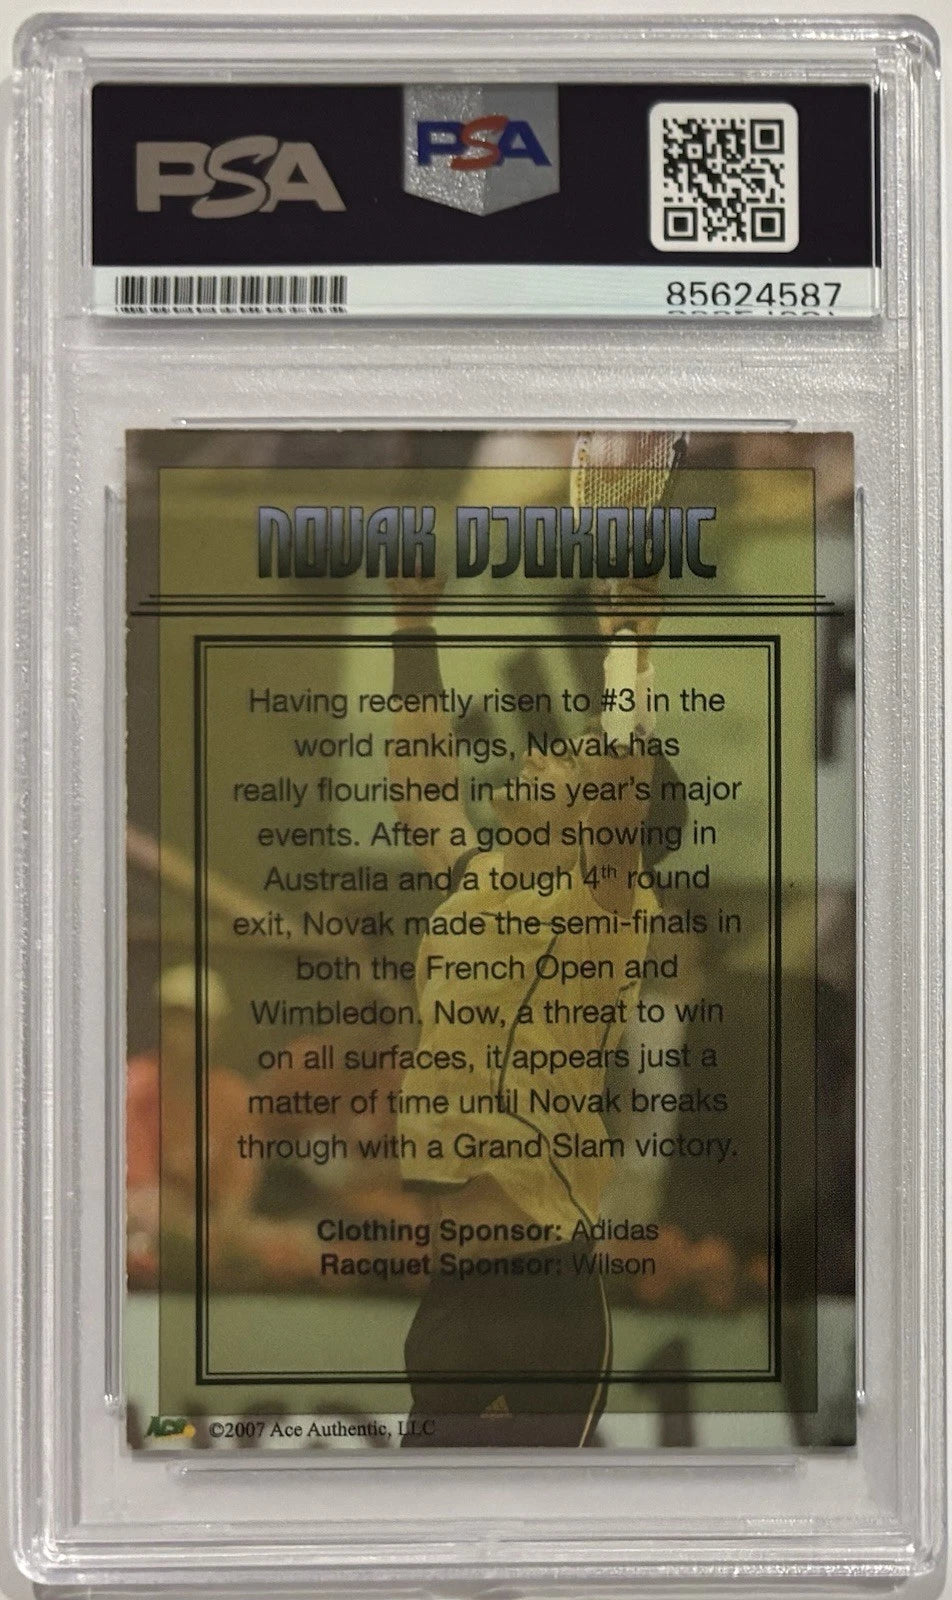 PSA
PSA
85624587
NOVAK DJOKOVIC
Having recently risen to #3 in the
world rankings, Novak has
really flourished in this year's major
events. After a good showing in
Australia and a tough 4th round
exit, Novak made the semi-finals in
both the French Open and
Wimbledon. Now, a threat to win
on all surfaces, it appears just a
matter of time until Novak breaks
through with a Grand Slam victory.
Clothing Sponsor: Adidas
Racquet Sponsor: Wilson
Ace ©2007 Ace Authentic, LLC